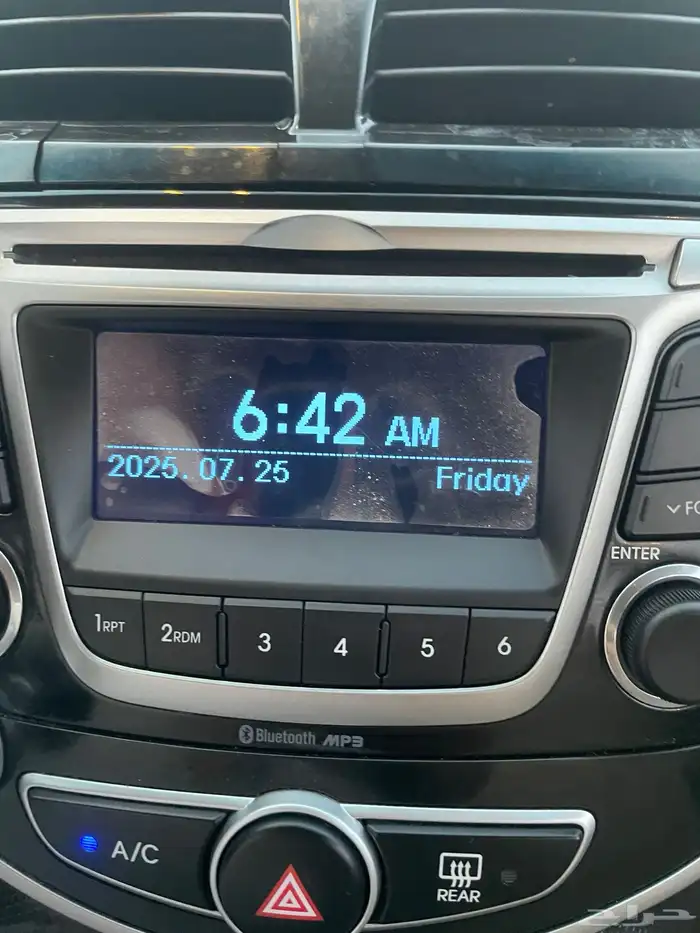 6:42 AM
2025.07.25 Friday
ENTER
1RPT 2RDM 3 4 5 6
Bluetooth MP3
A/C
REAR
حراج